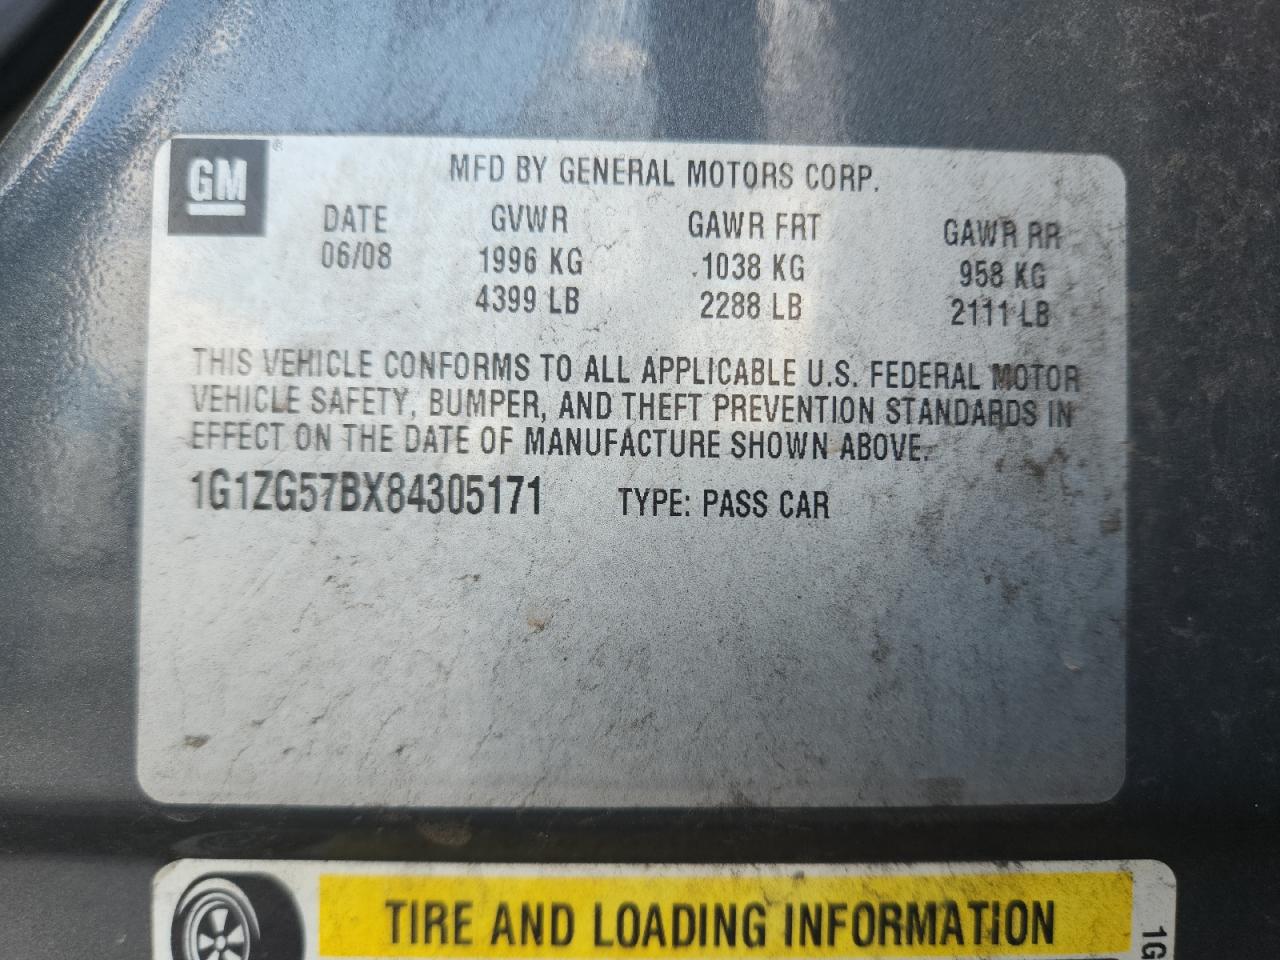 GM
MFD BY GENERAL MOTORS CORP.
DATE GVWR GAWR FRT GAWR RR
06/08 1996 KG 1038 KG 958 KG
4399 LB 2288 LB 2111 LB
THIS VEHICLE CONFORMS TO ALL APPLICABLE U.S. FEDERAL MOTOR
VEHICLE SAFETY, BUMPER, AND THEFT PREVENTION STANDARDS IN
EFFECT ON THE DATE OF MANUFACTURE SHOWN ABOVE.
1G1ZG57BX84305171 TYPE: PASS CAR
TIRE AND LOADING INFORMATION
1G